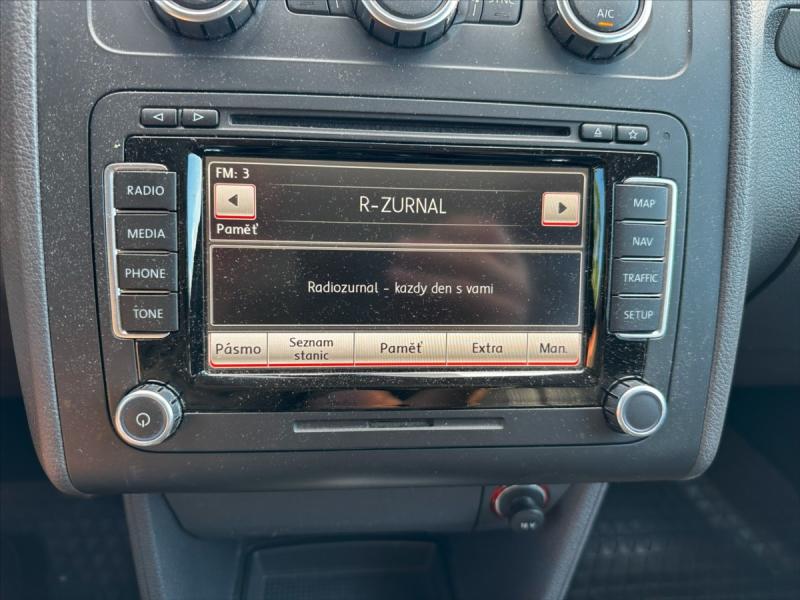 SYNC
A/C
FM: 3
R-ZURNAL
Paměť
Radiozurnal - kazdy den s vami
Pásmo
Seznam
stanic
Paměť
Extra
Man.
RADIO
MEDIA
PHONE
TONE
MAP
NAV
TRAFFIC
SETUP